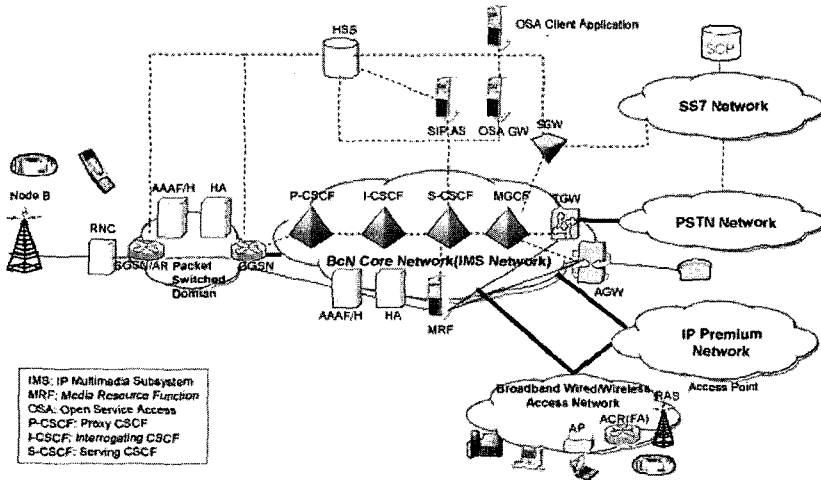 OSA Client Application
HSS
SCP
SS7 Network
SIP AS
OSA GW
SGW
Node B
AAAF/H
HA
P-CSCF
I-CSCF
S-CSCF
MGCF
TGW
RNC
PSTN Network
SGSN/AR
Packet
Switched
Domian
GGSN
BcN Core Network(IMS Network)
AGW
AAAF/H
HA
MRF
IP Premium
Network
Access Point
Broadband Wired/Wireless
Access Network
RAS
ACR(FA)
AP
IMS: IP Multimedia Subsystem
MRF: Media Resource Function
OSA: Open Service Access
P-CSCF: Proxy CSCF
I-CSCF: Interrogating CSCF
S-CSCF: Serving CSCF